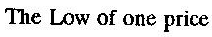 The Low of one price